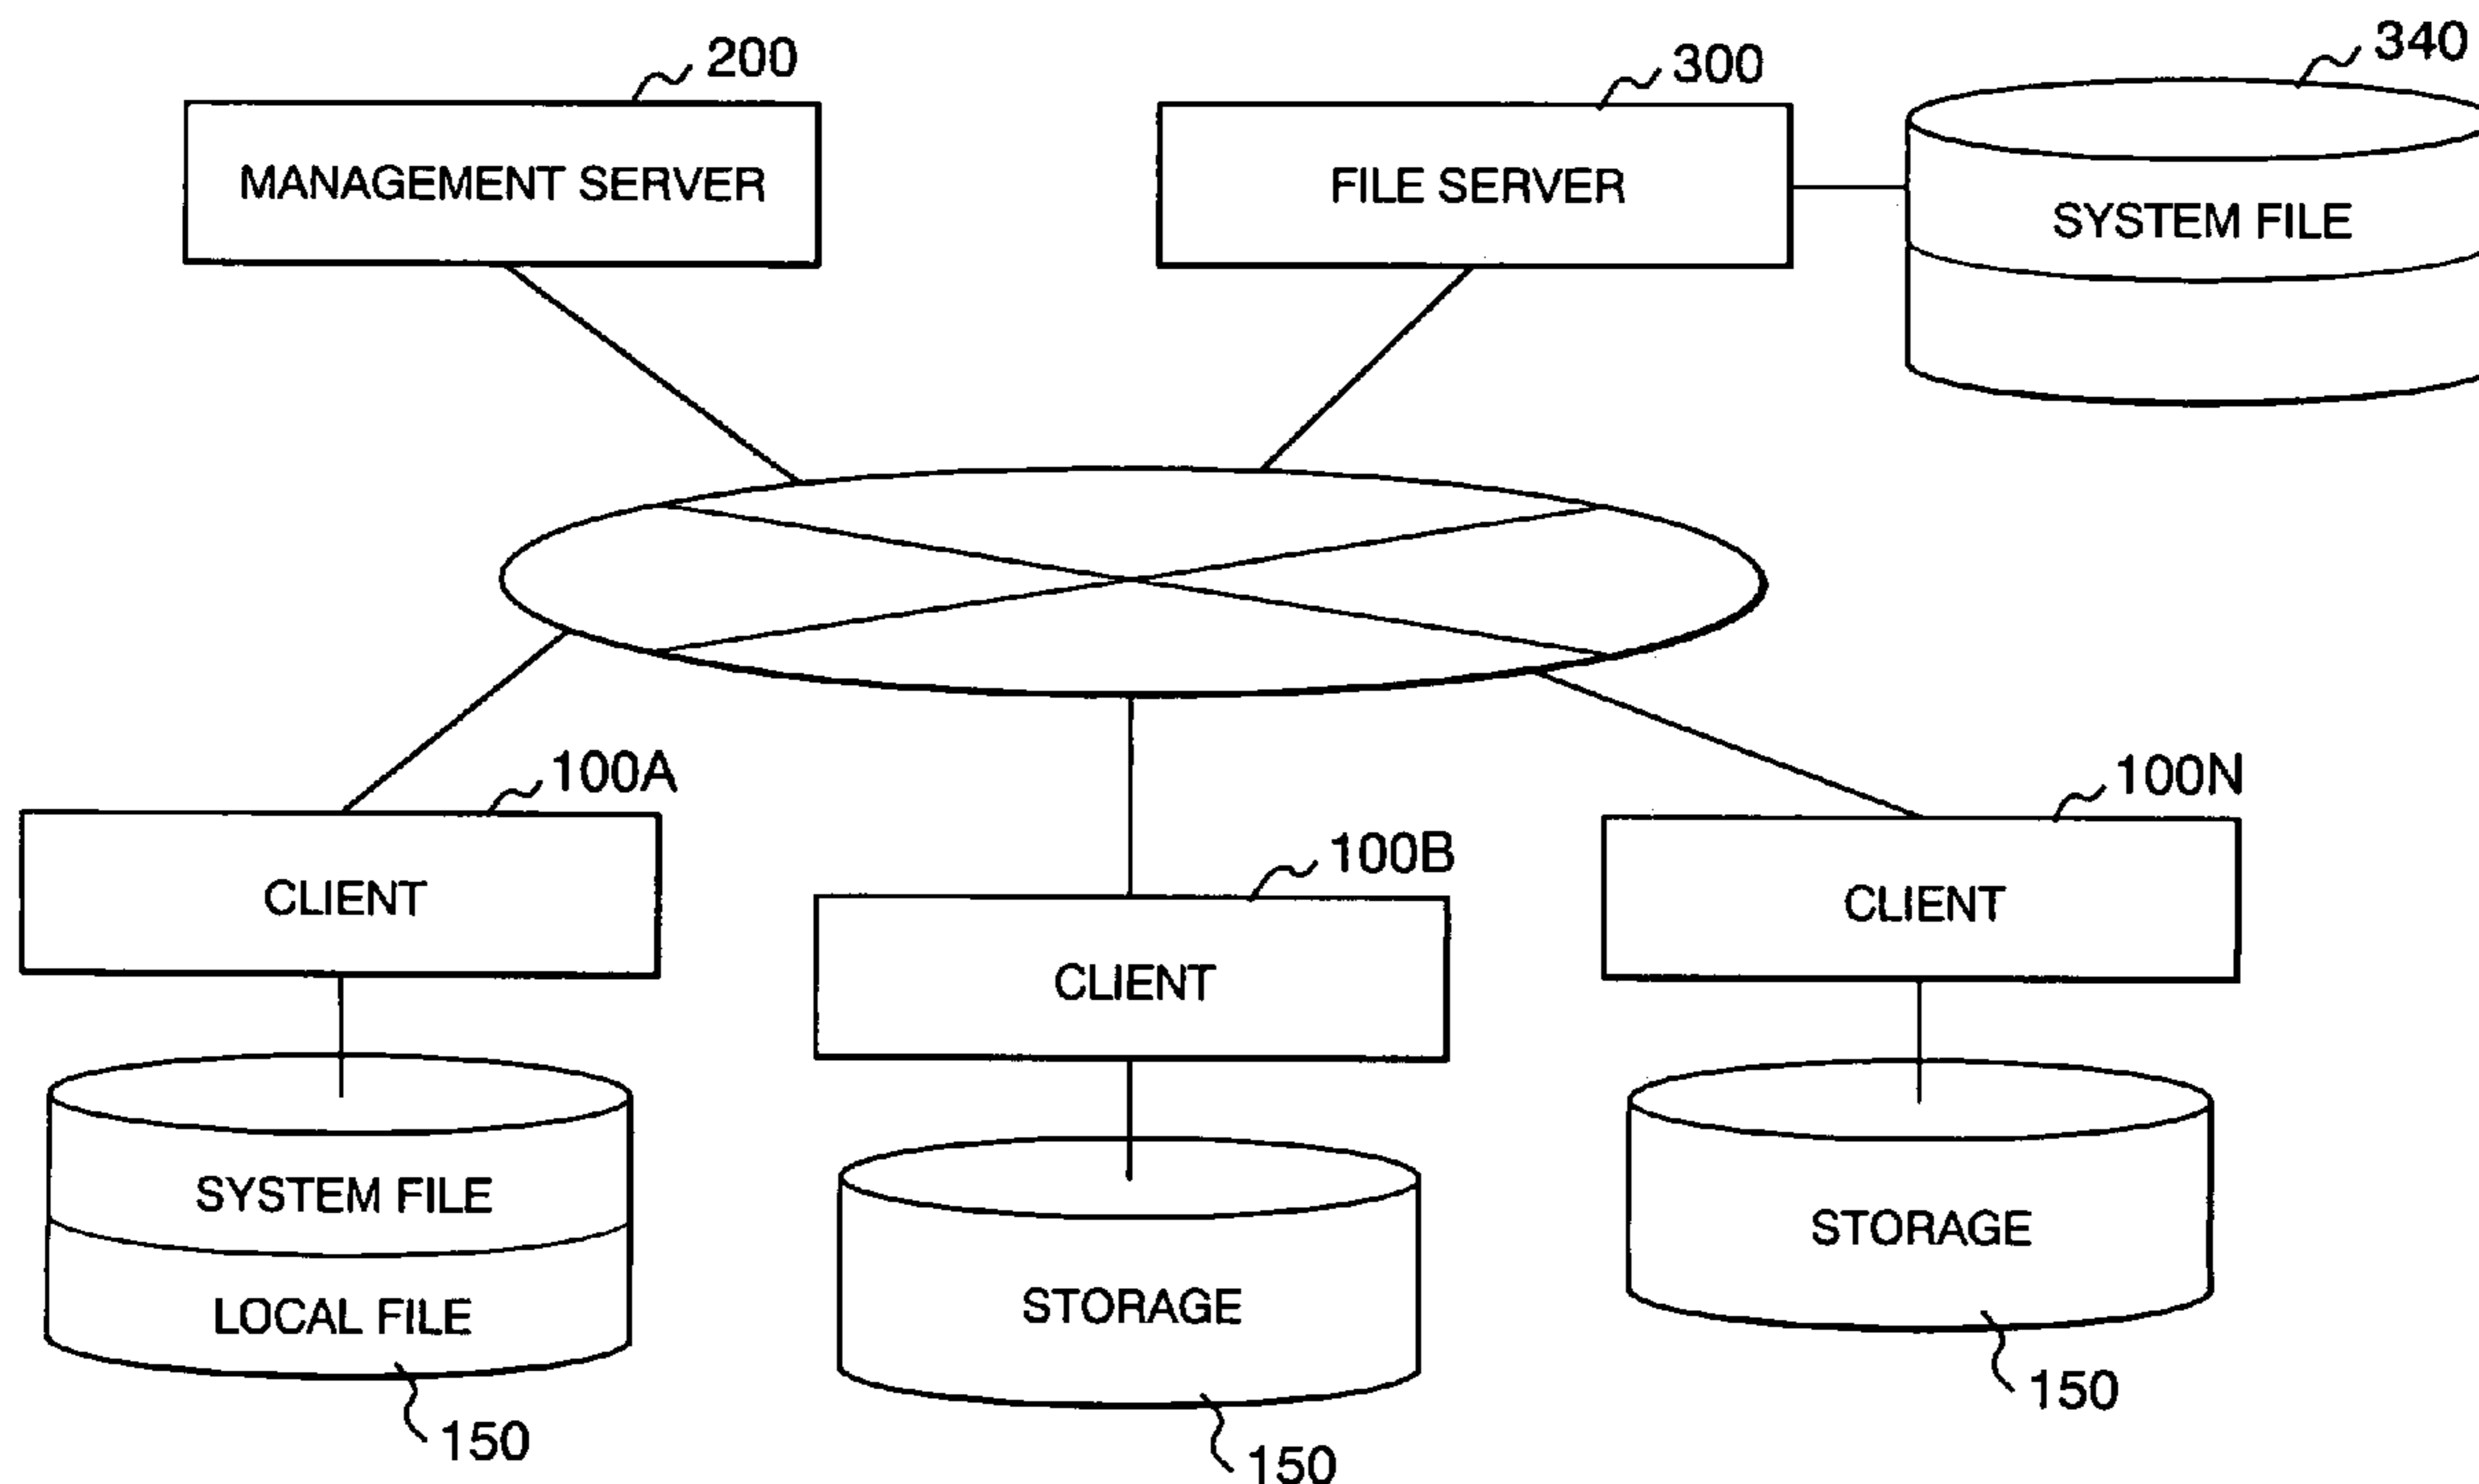 200
300
340
MANAGEMENT SERVER
FILE SERVER
SYSTEM FILE
100A
100N
100B
CLIENT
CLIENT
CLIENT
SYSTEM FILE
STORAGE
LOCAL FILE
STORAGE
150
150
150